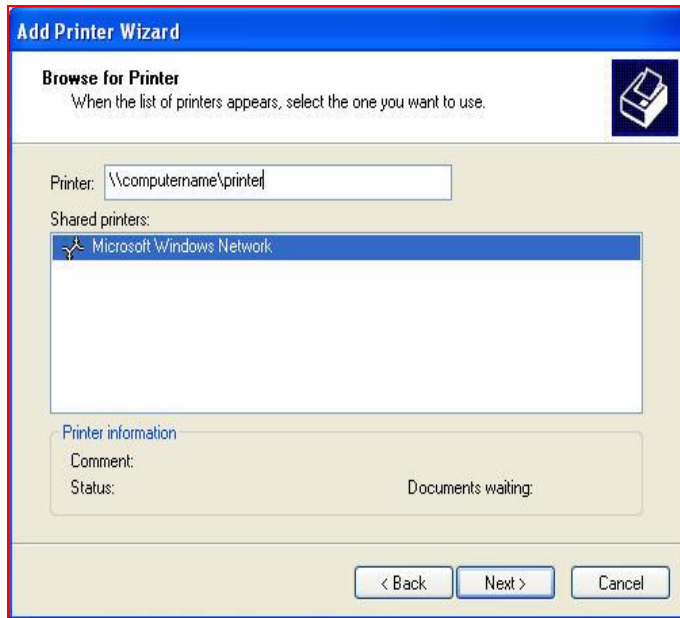 Add Printer Wizard
Browse for Printer
When the list of printers appears, select the one you want to use.
Printer: \\computername\printer
Shared printers:
Microsoft Windows Network
Printer information
Comment:
Status: Documents waiting:
< Back Next > Cancel